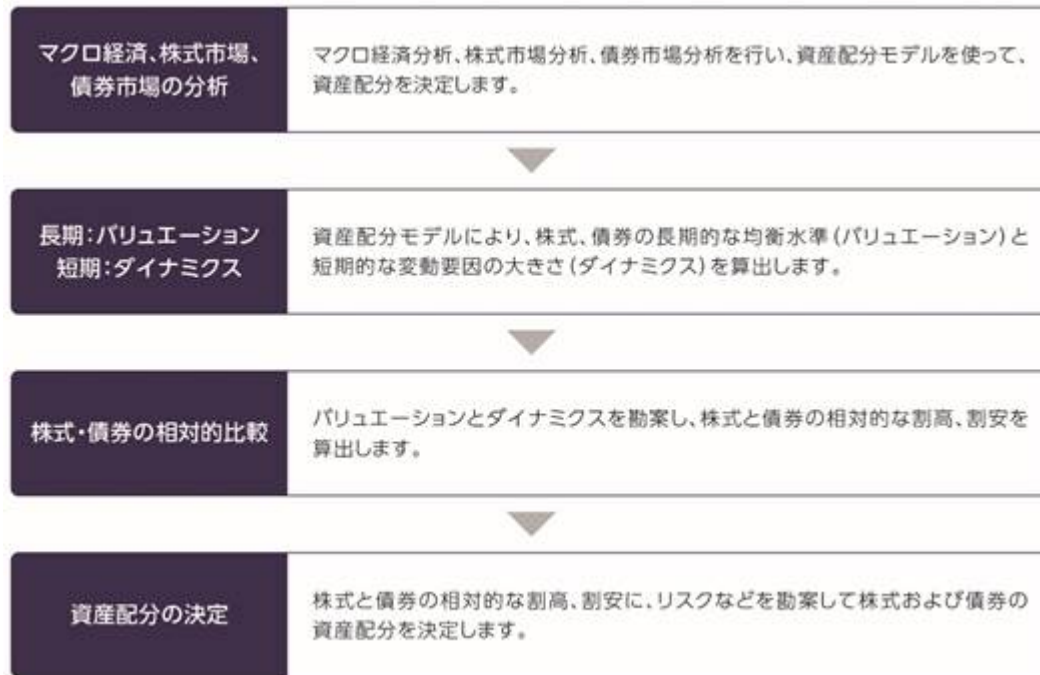 マクロ経済、株式市場、
債券市場の分析
マクロ経済分析、株式市場分析、債券市場分析を行い、資産配分モデルを使って、
資産配分を決定します。
長期：バリュエーション
短期：ダイナミクス
資産配分モデルにより、株式、債券の長期的な均衡水準(バリュエーション)と
短期的な変動要因の大きさ(ダイナミクス)を算出します。
株式・債券の相対的比較
バリュエーションとダイナミクスを勘案し、株式と債券の相対的な割高、割安を
算出します。
資産配分の決定
株式と債券の相対的な割高、割安に、リスクなどを勘案して株式および債券の
資産配分を決定します。